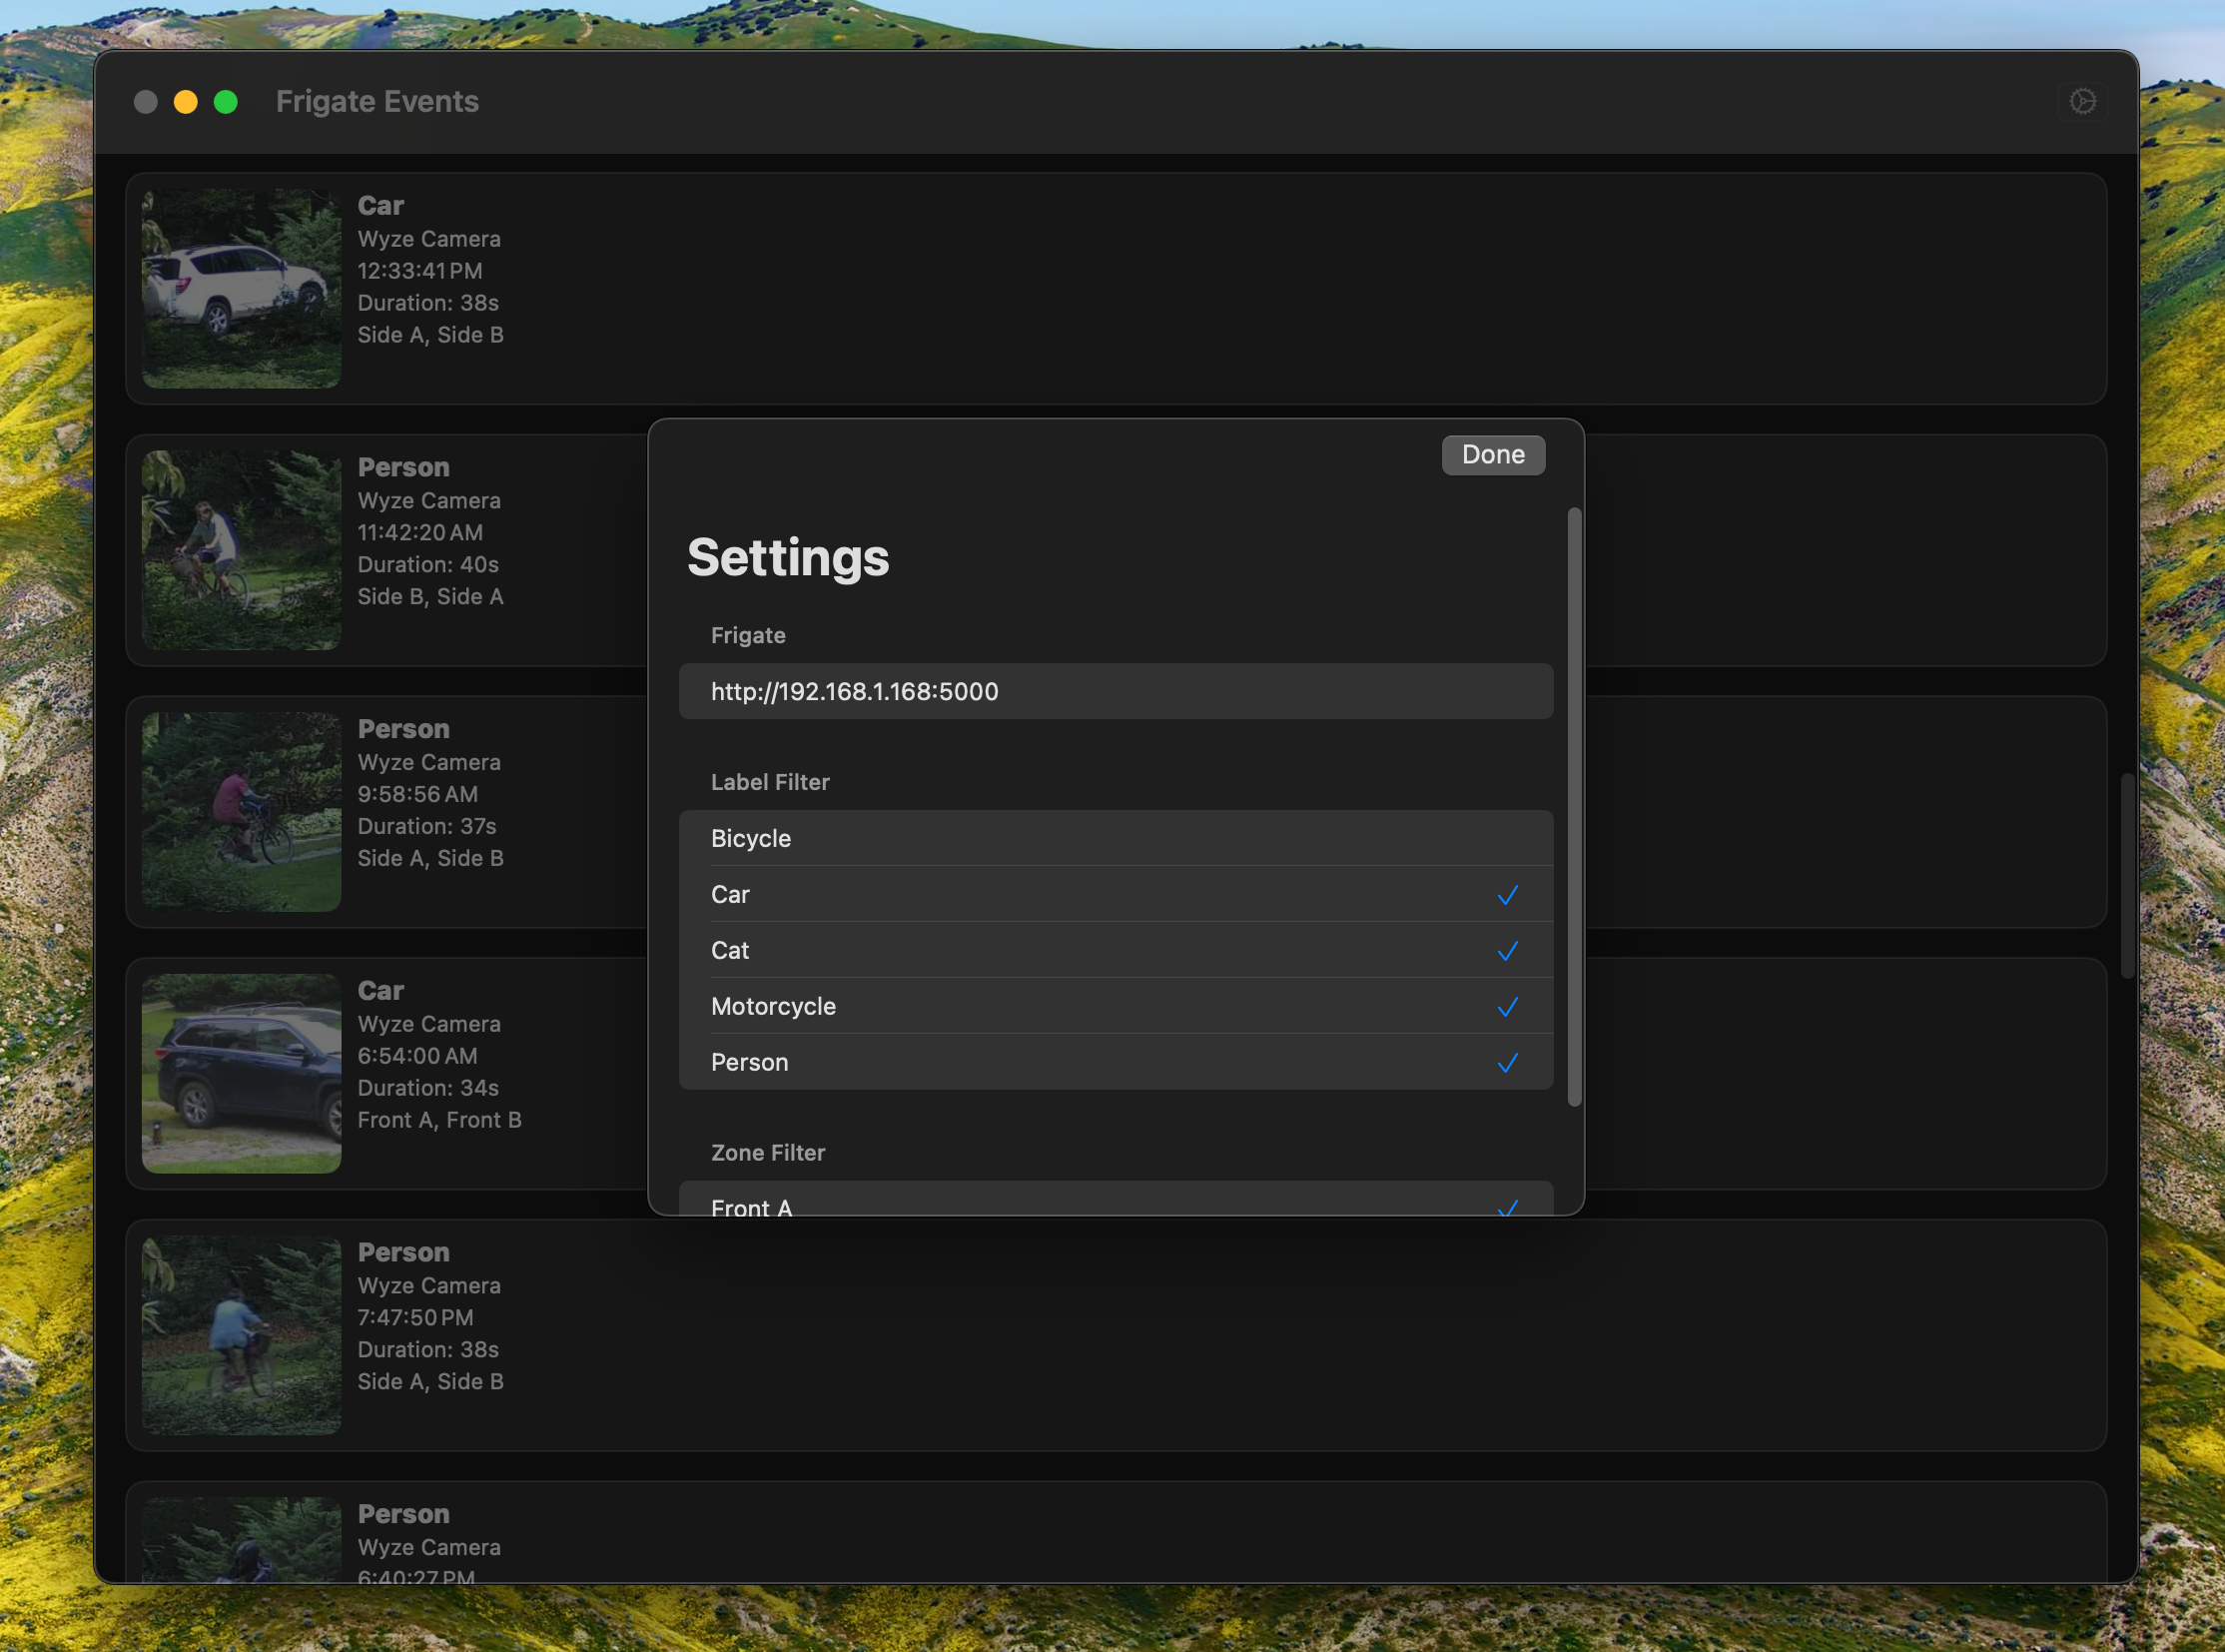 Frigate Events
Car
Wyze Camera
12:33:41 PM
Duration: 38s
Side A, Side B
Person
Wyze Camera
11:42:20 AM
Duration: 40s
Side B, Side A
Person
Wyze Camera
9:58:56 AM
Duration: 37s
Side A, Side B
Car
Wyze Camera
6:54:00 AM
Duration: 34s
Front A, Front B
Person
Wyze Camera
7:47:50 PM
Duration: 38s
Side A, Side B
Person
Wyze Camera
6:40:27 PM
Done
Settings
Frigate
http://192.168.1.168:5000
Label Filter
Bicycle
Car
Cat
Motorcycle
Person
Zone Filter
Front A